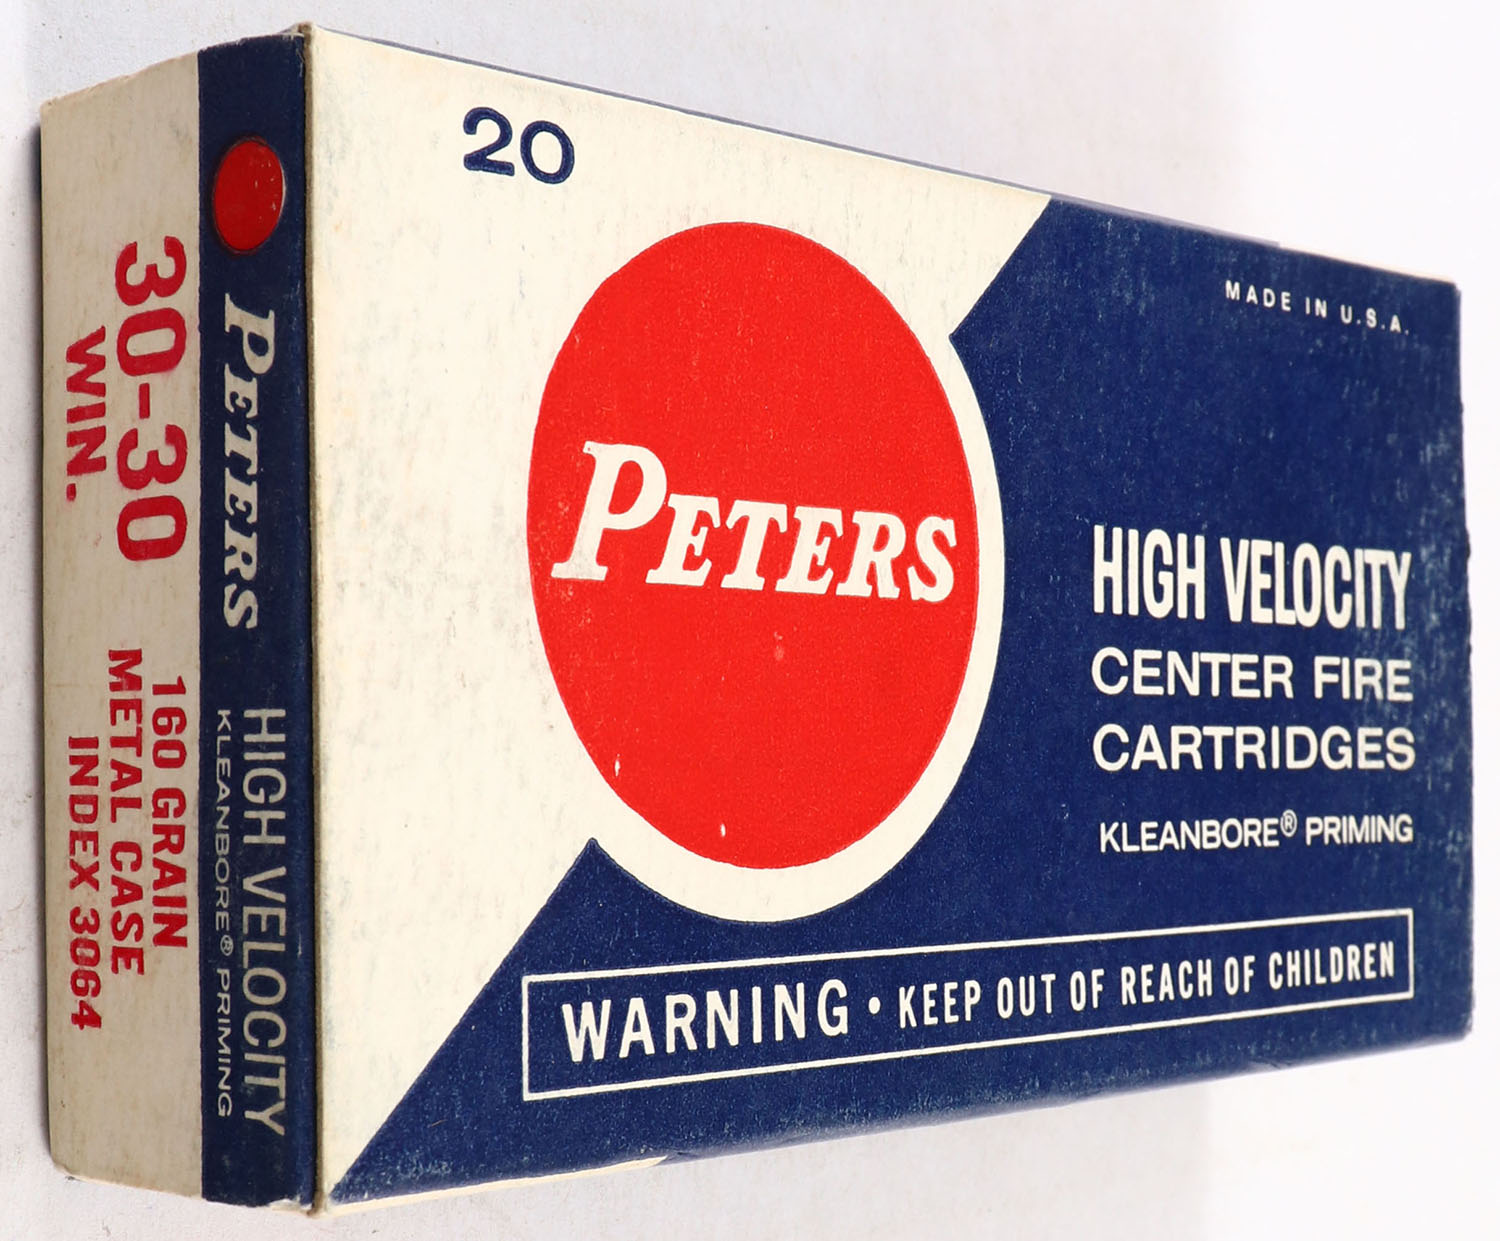 20
MADE IN U.S.A.
PETERS
HIGH VELOCITY
CENTER FIRE
CARTRIDGES
KLEANBORE® PRIMING
WARNING • KEEP OUT OF REACH OF CHILDREN
PETERS HIGH VELOCITY
KLEANBORE® PRIMING
30-30
WIN.
160 GRAIN
METAL CASE
INDEX 3064